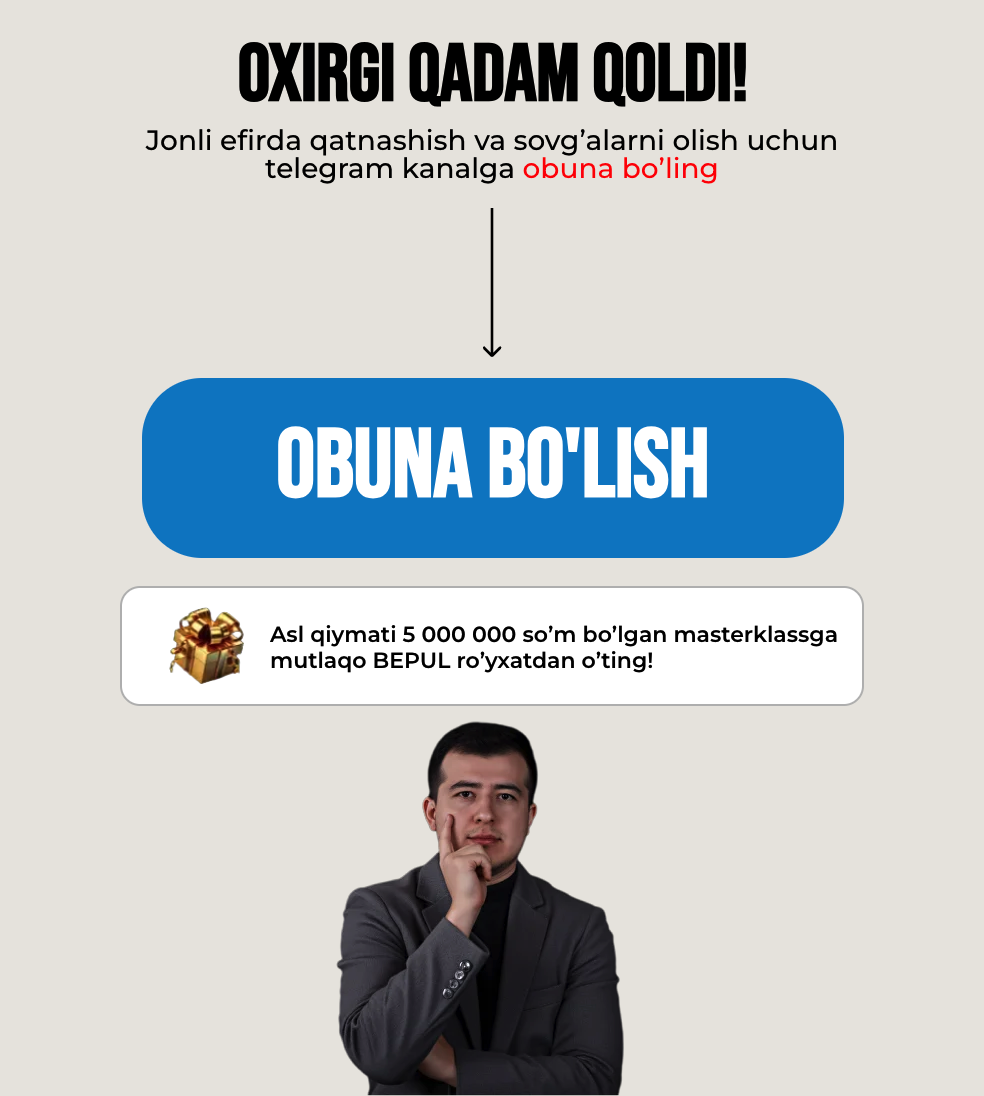 OXIRGI QADAM QOLDI!
Jonli efirda qatnashish va sovg’alarni olish uchun
telegram kanalga obuna bo’ling
OBUNA BO'LISH
Asl qiymati 5 000 000 so’m bo’lgan masterklassga
mutlaqo BEPUL ro’yxatdan o’ting!